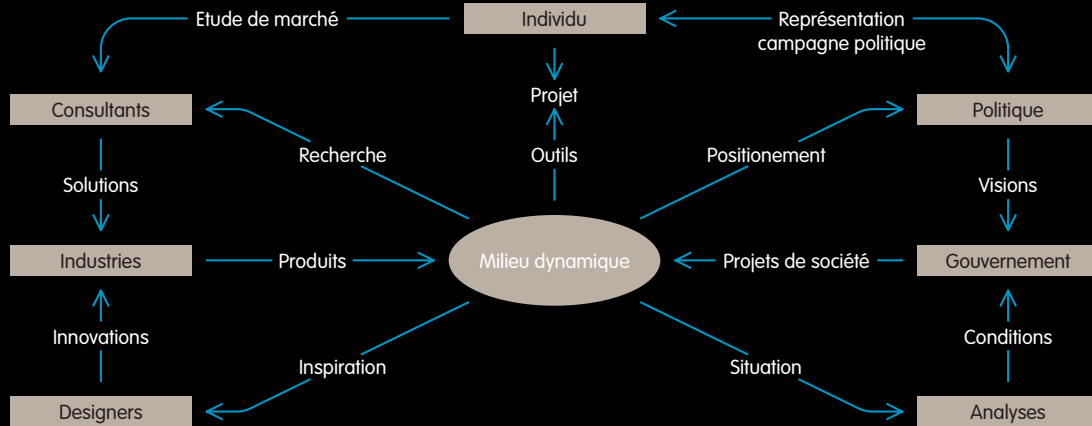 Etude de marché
Individu
Représentation
campagne politique
Projet
Consultants
Politique
Recherche
Outils
Positionement
Solutions
Visions
Industries
Produits
Milieu dynamique
Projets de société
Gouvernement
Innovations
Conditions
Inspiration
Situation
Designers
Analyses